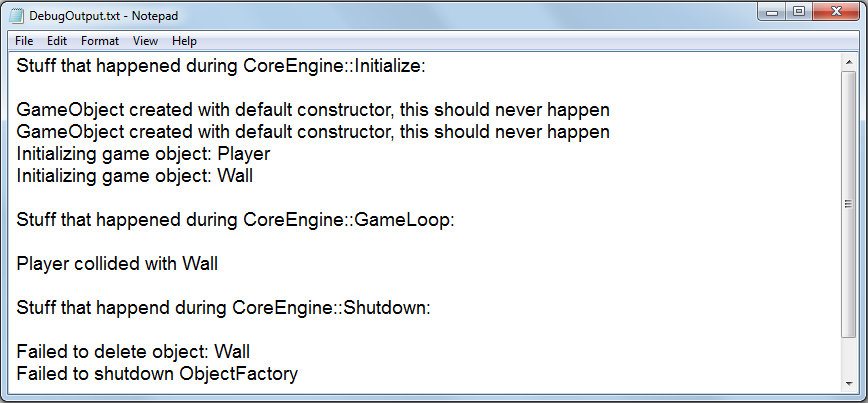 DebugOutput.txt - Notepad
File Edit Format View Help
Stuff that happened during CoreEngine::Initialize:
GameObject created with default constructor, this should never happen
GameObject created with default constructor, this should never happen
Initializing game object: Player
Initializing game object: Wall
Stuff that happened during CoreEngine::GameLoop:
Player collided with Wall
Stuff that happend during CoreEngine::Shutdown:
Failed to delete object: Wall
Failed to shutdown ObjectFactory